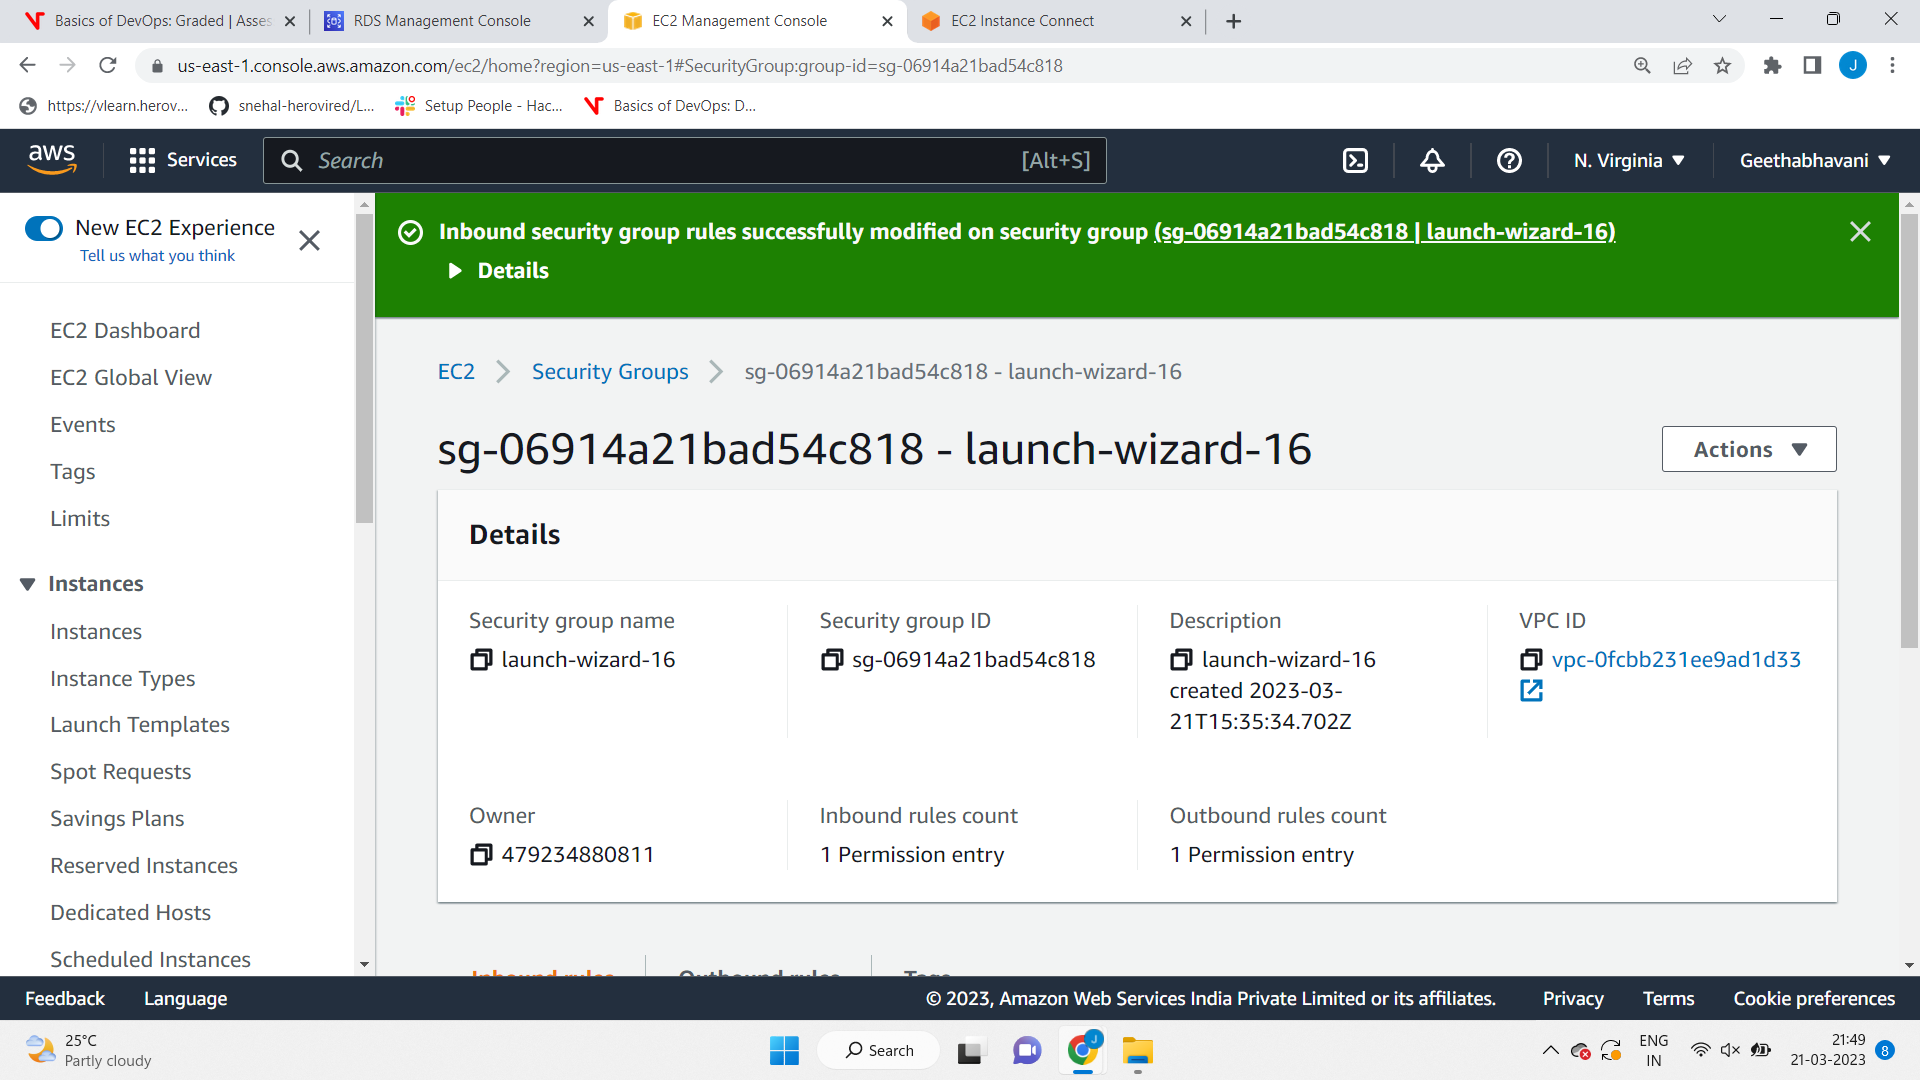 Basics of DevOps: Graded | Asses
RDS Management Console
EC2 Management Console
EC2 Instance Connect
us-east-1.console.aws.amazon.com/ec2/home?region=us-east-1#SecurityGroup:group-id=sg-06914a21bad54c818
J
https://vlearn.herov...
snehal-herovired/L...
Setup People - Hac...
Basics of DevOps: D...
aws
Services
Search
[Alt+S]
N. Virginia
Geethabhavani
New EC2 Experience
Tell us what you think
EC2 Dashboard
EC2 Global View
Events
Tags
Limits
Instances
Instances
Instance Types
Launch Templates
Spot Requests
Savings Plans
Reserved Instances
Dedicated Hosts
Scheduled Instances
Inbound security group rules successfully modified on security group (sg-06914a21bad54c818 | launch-wizard-16)
Details
EC2
Security Groups
sg-06914a21bad54c818 - launch-wizard-16
sg-06914a21bad54c818 - launch-wizard-16
Actions
Details
Security group name
launch-wizard-16
Security group ID
sg-06914a21bad54c818
Description
launch-wizard-16
created 2023-03-
21T15:35:34.702Z
VPC ID
vpc-0fcbb231ee9ad1d33
Owner
479234880811
Inbound rules count
1 Permission entry
Outbound rules count
1 Permission entry
Inbound rules
Outbound rules
Tags
Feedback
Language
© 2023, Amazon Web Services India Private Limited or its affiliates.
Privacy
Terms
Cookie preferences
25°C
Partly cloudy
Search
J
ENG
IN
21:49
21-03-2023
8